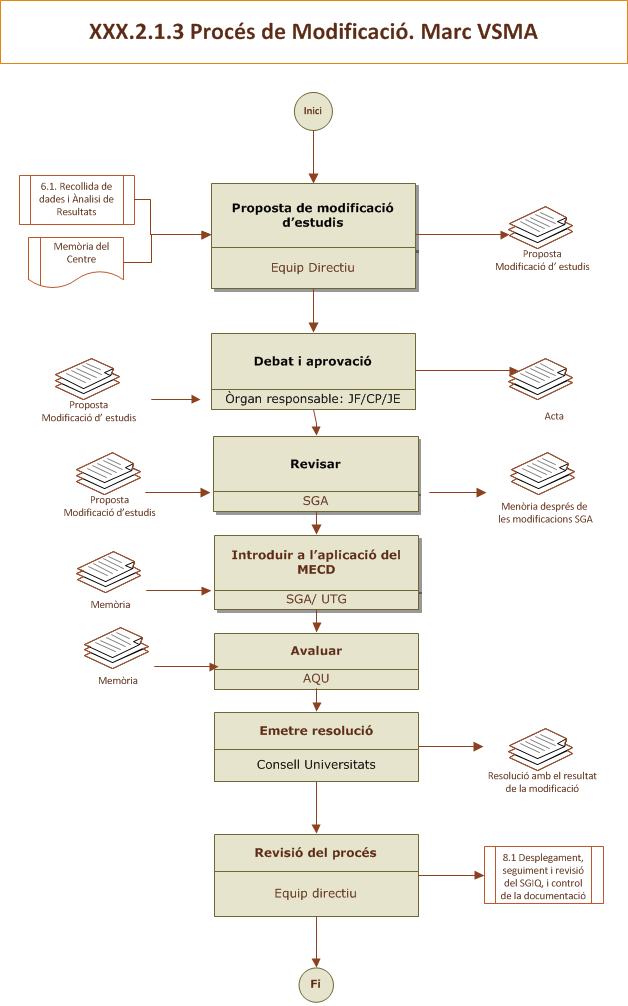 XXX.2.1.3 Procés de Modificació. Marc VSMA
Inici
6.1. Recollida de
dades i Ànalisi de
Resultats
Memòria del
Centre
Proposta de modificació
d'estudis
Equip Directiu
Proposta
Modificació d' estudis
Proposta
Modificació d' estudis
Debat i aprovació
Òrgan responsable: JF/CP/JE
Acta
Proposta
Modificació d'estudis
Revisar
SGA
Menòria després de
les modificacions SGA
Memòria
Introduir a l'aplicació del
MECD
SGA/ UTG
Memòria
Avaluar
AQU
Emetre resolució
Consell Universitats
Resolució amb el resultat
de la modificació
Revisió del procés
Equip directiu
8.1 Desplegament,
seguiment i revisió
del SGIQ, i control
de la documentació
Fi